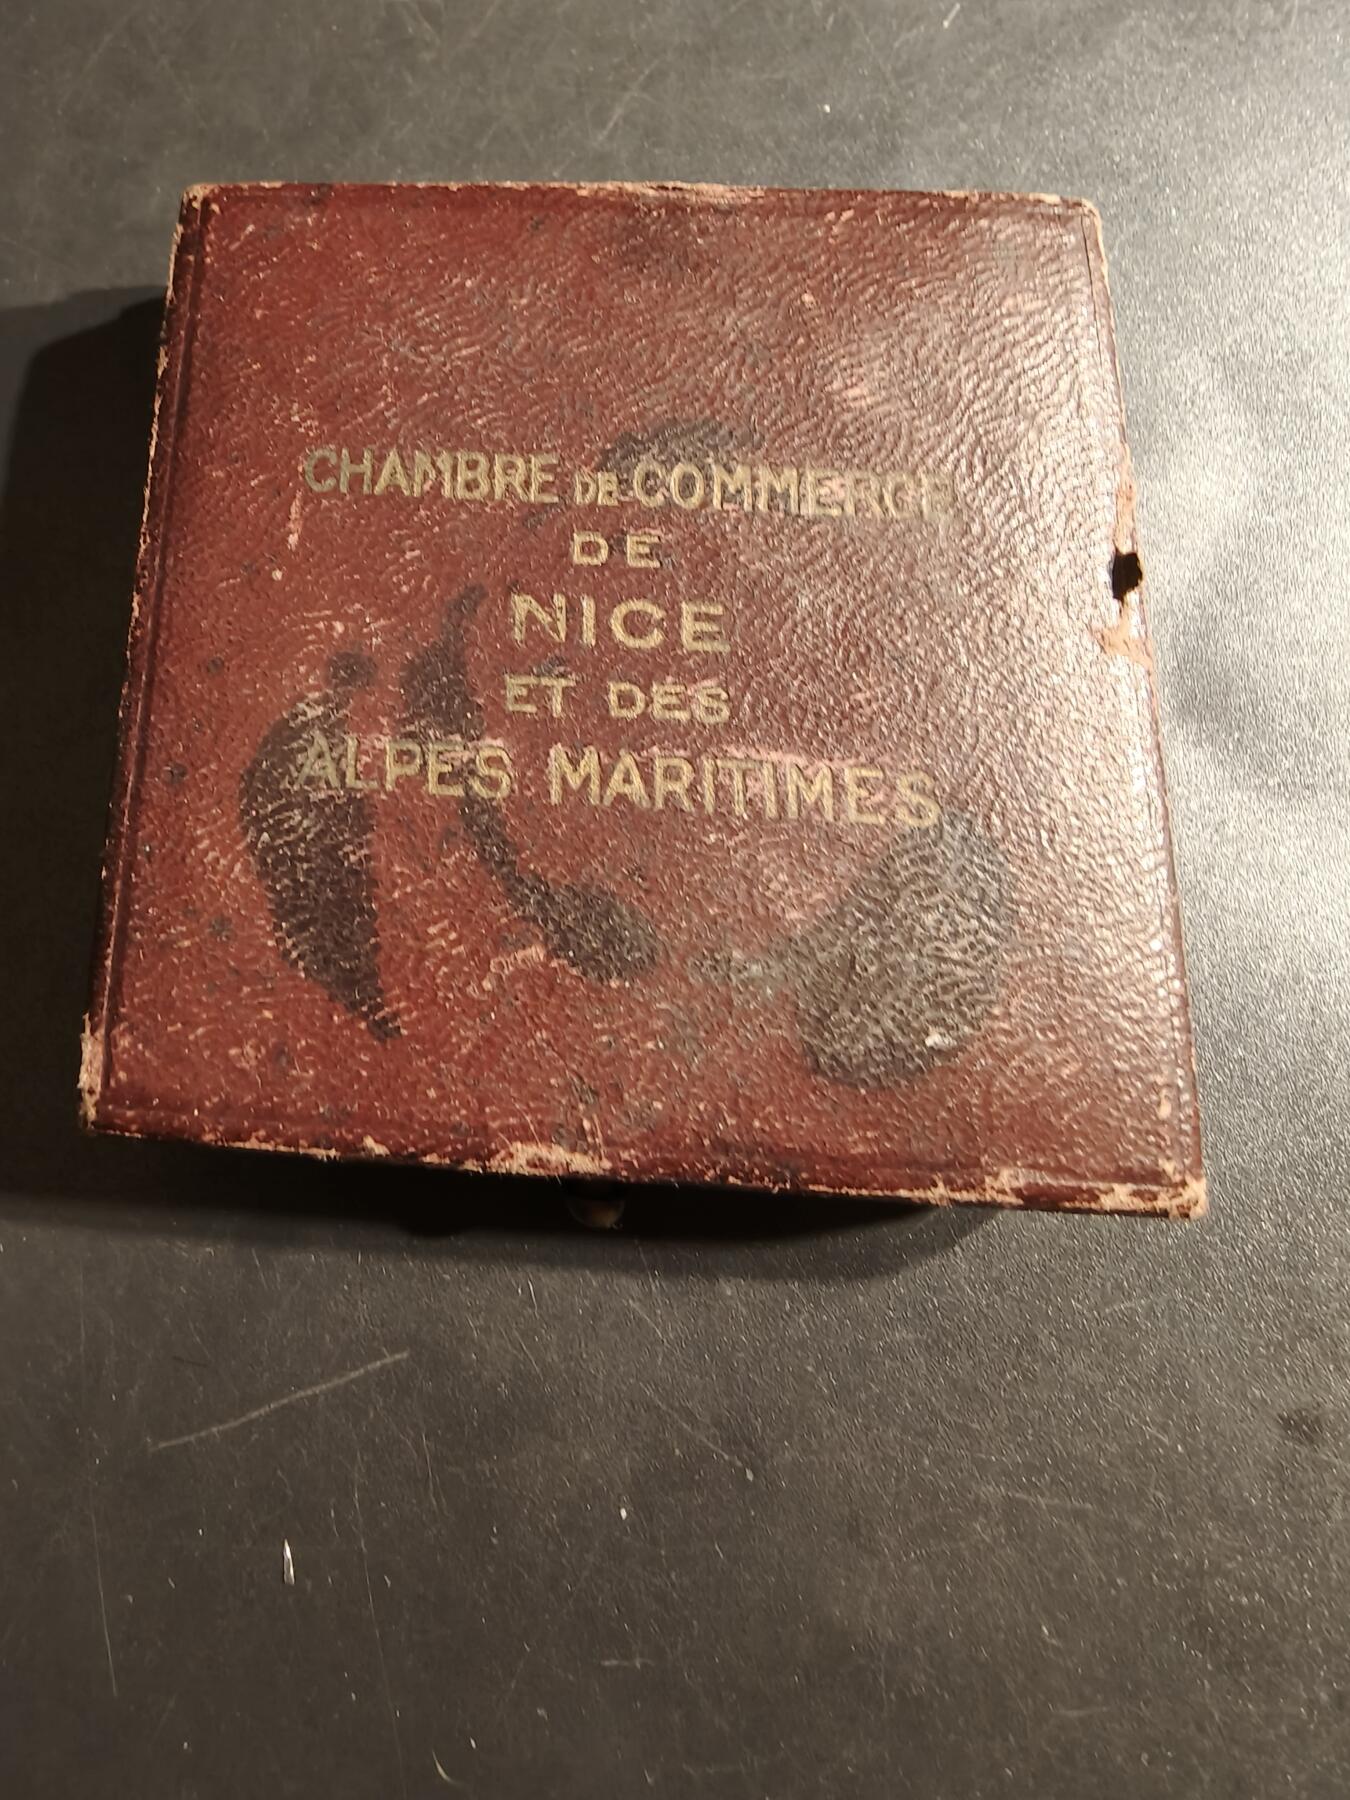 CHAMBRE DE COMMERCE
DE
NICE
ET DES
ALPES MARITIMES